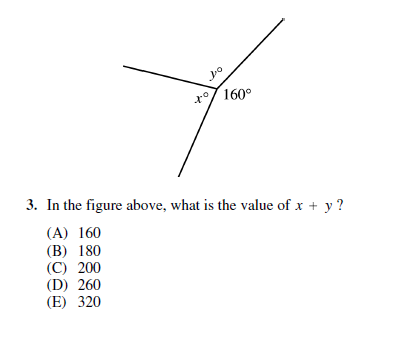 y°
x° 160°
3. In the figure above, what is the value of x + y ?
(A) 160
(B) 180
(C) 200
(D) 260
(E) 320